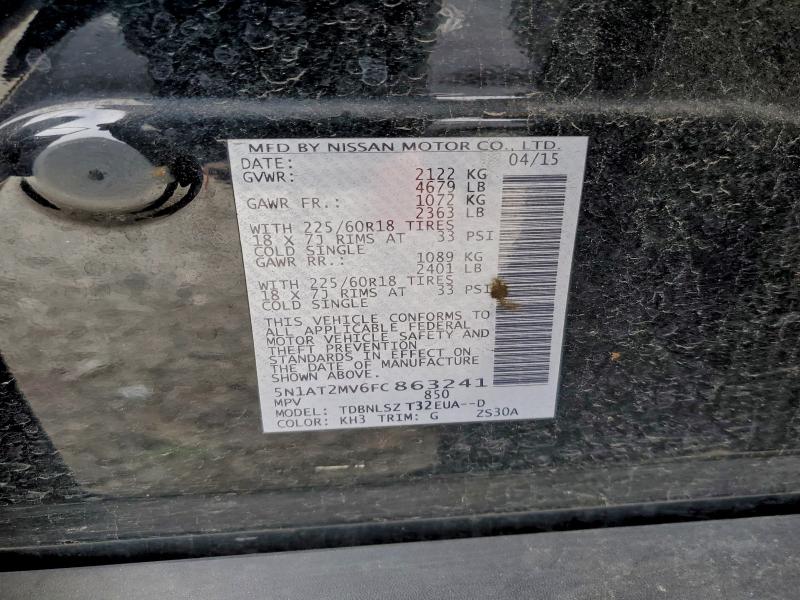 MFD BY NISSAN MOTOR CO., LTD.
DATE: 04/15
GVWR: 2122 KG
4679 LB
GAWR FR.: 1072 KG
2363 LB
WITH 225/60R18 TIRES
18 X 7J RIMS AT 33 PSI
COLD SINGLE
GAWR RR.: 1089 KG
2401 LB
WITH 225/60R18 TIRES
18 X 7J RIMS AT 33 PSI
COLD SINGLE
THIS VEHICLE CONFORMS TO
ALL APPLICABLE FEDERAL
MOTOR VEHICLE SAFETY AND
THEFT PREVENTION
STANDARDS IN EFFECT ON
THE DATE OF MANUFACTURE
SHOWN ABOVE.
5N1AT2MV6FC863241
MPV 850
MODEL: TDBNLSZ T32EUA--D
COLOR: KH3 TRIM: G ZS30A